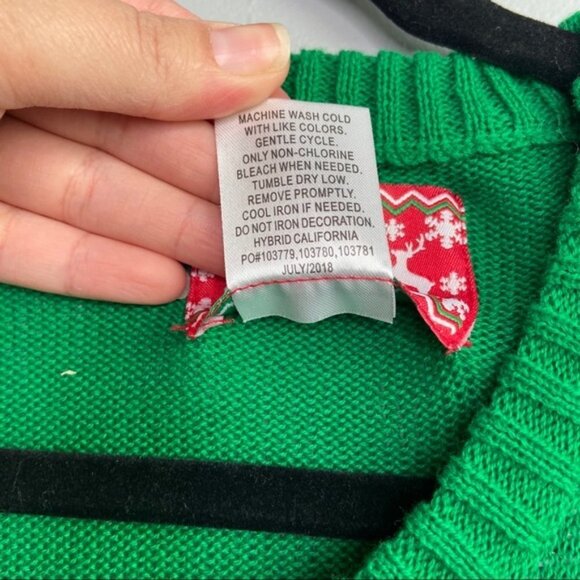 MACHINE WASH COLD
WITH LIKE COLORS.
GENTLE CYCLE.
ONLY NON-CHLORINE
BLEACH WHEN NEEDED.
TUMBLE DRY LOW.
REMOVE PROMPTLY.
COOL IRON IF NEEDED.
DO NOT IRON DECORATION.
HYBRID CALIFORNIA
PO#103779,103780,103781
JULY/2018